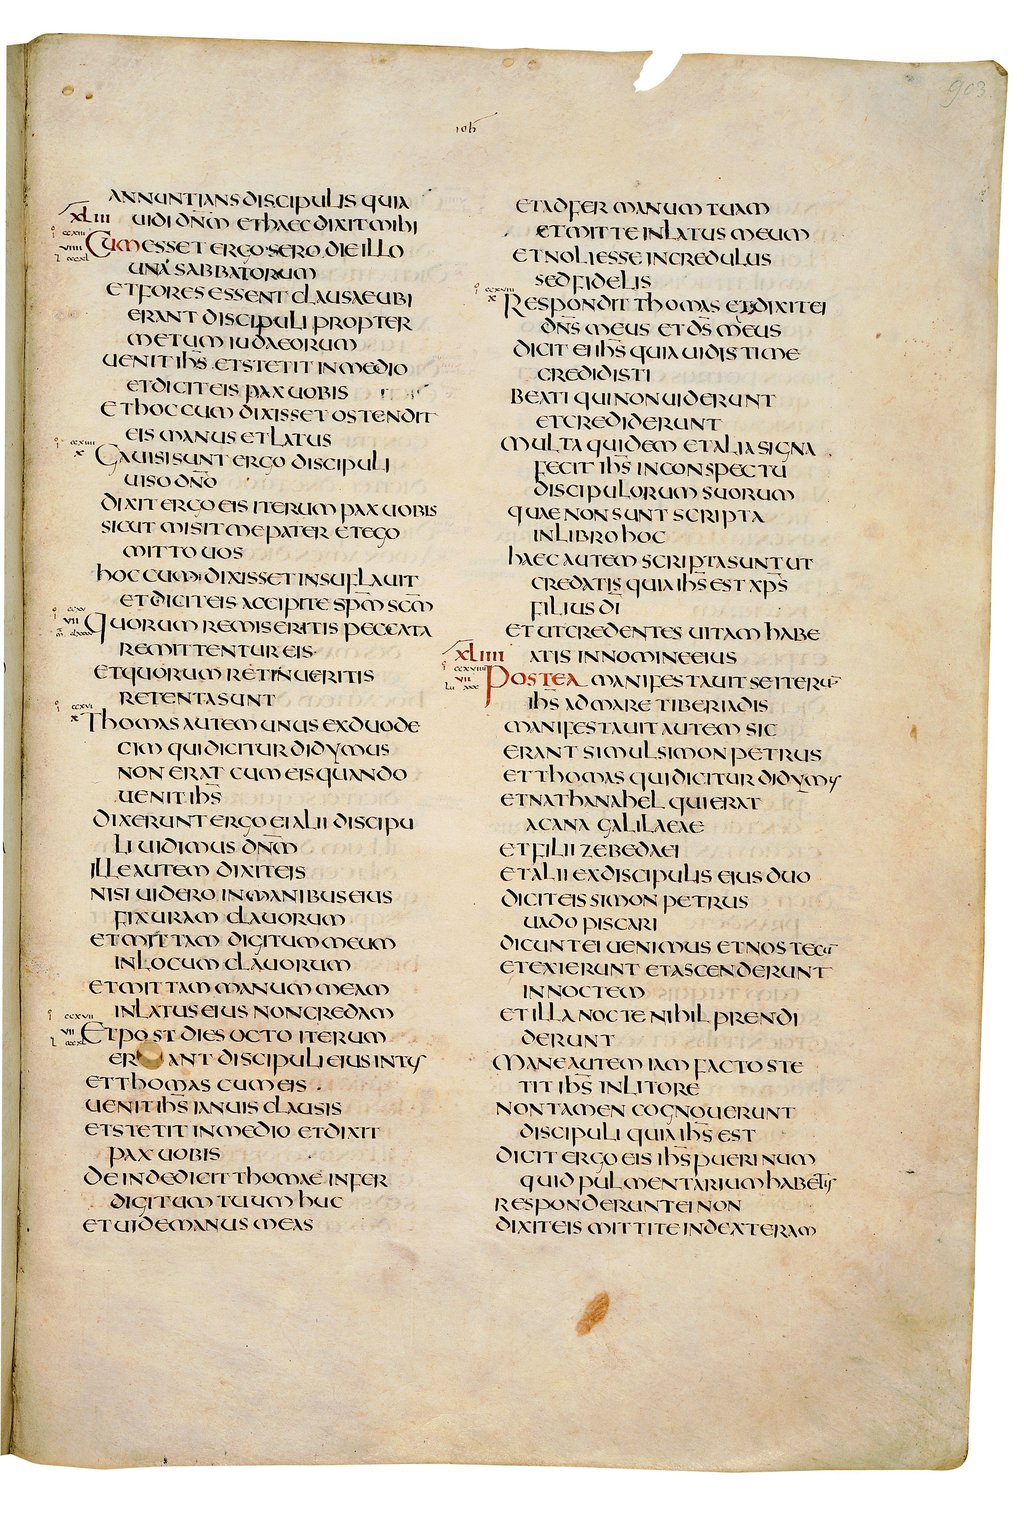 903
ioh
ANNUNTIANS DISCIPULIS QUIA
XLIII UIDI DN̅M ET HAEC DIXIT MIHI
CUM ESSET ERGO SERO DIE ILLO
UNA SABBATORUM
ET FORES ESSENT CLAUSAE UBI
ERANT DISCIPULI PROPTER
METUM IUDAEORUM
UENIT IHS̅ ET STETIT IN MEDIO
ET DICIT EIS PAX UOBIS
ET HOC CUM DIXISSET OSTENDIT
EIS MANUS ET LATUS
GAUISI SUNT ERGO DISCIPULI
UISO DN̅O
DIXIT ERGO EIS ITERUM PAX UOBIS
SICUT MISIT ME PATER ET EGO
MITTO UOS
HOC CUM DIXISSET INSUFLAUIT
ET DICIT EIS ACCIPITE SPM̅ SCM̅
QUORUM REMISERITIS PECCATA
REMITTENTUR EIS
ET QUORUM RETINUERITIS
RETENTA SUNT
THOMAS AUTEM UNUS EX DUODE
CIM QUI DICITUR DIDYMUS
NON ERAT CUM EIS QUANDO
UENIT IHS̅
DIXERUNT ERGO EI ALII DISCIPU
LI UIDIMUS DN̅M
ILLE AUTEM DIXIT EIS
NISI UIDERO IN MANIBUS EIUS
FIXURAM CLAUORUM
ET MITTAM DIGITUM MEUM
IN LOCUM CLAUORUM
ET MITTAM MANUM MEAM
IN LATUS EIUS NON CREDAM
ET POST DIES OCTO ITERUM
ERANT DISCIPULI EIUS INTUS
ET THOMAS CUM EIS
UENIT IHS̅ IANUIS CLAUSIS
ET STETIT IN MEDIO ET DIXIT
PAX UOBIS
DEINDE DICIT THOMAE INFER
DIGITUM TUUM HUC
ET UIDE MANUS MEAS
ET ADFER MANUM TUAM
ET MITTE IN LATUS MEUM
ET NOLI ESSE INCREDULUS
SED FIDELIS
RESPONDIT THOMAS ET DIXIT EI
DN̅S MEUS ET DS̅ MEUS
DICIT EI IHS̅ QUIA UIDISTI ME
CREDIDISTI
BEATI QUI NON UIDERUNT
ET CREDIDERUNT
MULTA QUIDEM ET ALIA SIGNA
FECIT IHS̅ IN CONSPECTU
DISCIPULORUM SUORUM
QUAE NON SUNT SCRIPTA
IN LIBRO HOC
HAEC AUTEM SCRIPTA SUNT UT
CREDATIS QUIA IHS̅ EST XPS̅
FILIUS DI̅
ET UT CREDENTES UITAM HABE
XLIIII ATIS IN NOMINE EIUS
POSTEA MANIFESTAUIT SE ITERU̅
IHS̅ AD MARE TIBERIADIS
MANIFESTAUIT AUTEM SIC
ERANT SIMUL SIMON PETRUS
ET THOMAS QUI DICITUR DIDYMUS
ET NATHANAHEL QUI ERAT
A CANA GALILAEAE
ET FILII ZEBEDAEI
ET ALII EX DISCIPULIS EIUS DUO
DICIT EIS SIMON PETRUS
UADO PISCARI
DICUNT EI UENIMUS ET NOS TECU̅
ET EXIERUNT ET ASCENDERUNT
IN NOCTEM
ET ILLA NOCTE NIHIL PRENDI
DERUNT
MANE AUTEM IAM FACTO STE
TIT IHS̅ IN LITORE
NON TAMEN COGNOUERUNT
DISCIPULI QUIA IHS̅ EST
DICIT ERGO EIS IHS̅ PUERI NUM
QUID PULMENTARIUM HABETIS
RESPONDERUNT EI NON
DIXIT EIS MITTITE IN DEXTERAM